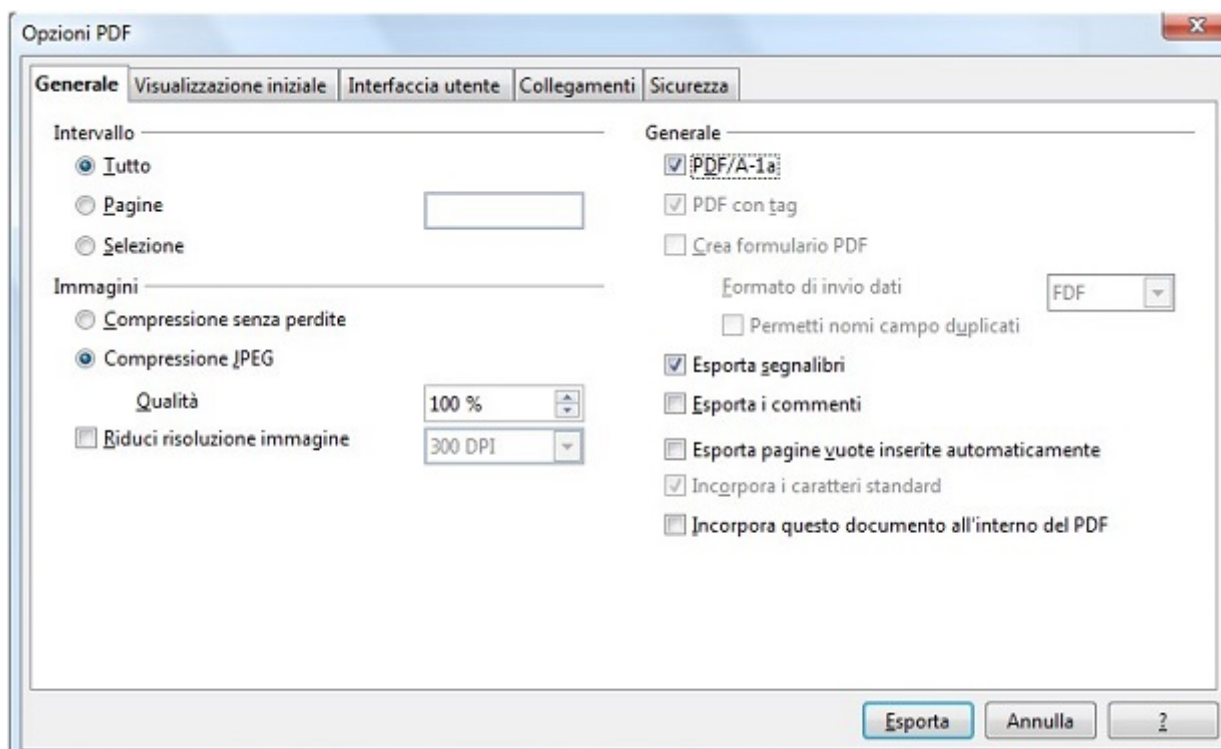 Opzioni PDF
Generale Visualizzazione iniziale Interfaccia utente Collegamenti Sicurezza
Intervallo
Tutto
Pagine
Selezione
Immagini
Compressione senza perdite
Compressione JPEG
Qualità 100 %
Riduci risoluzione immagine 300 DPI
Generale
PDF/A-1a
PDF con tag
Crea formulario PDF
Formato di invio dati FDF
Permetti nomi campo duplicati
Esporta segnalibri
Esporta i commenti
Esporta pagine vuote inserite automaticamente
Incorpora i caratteri standard
Incorpora questo documento all'interno del PDF
Esporta Annulla ?